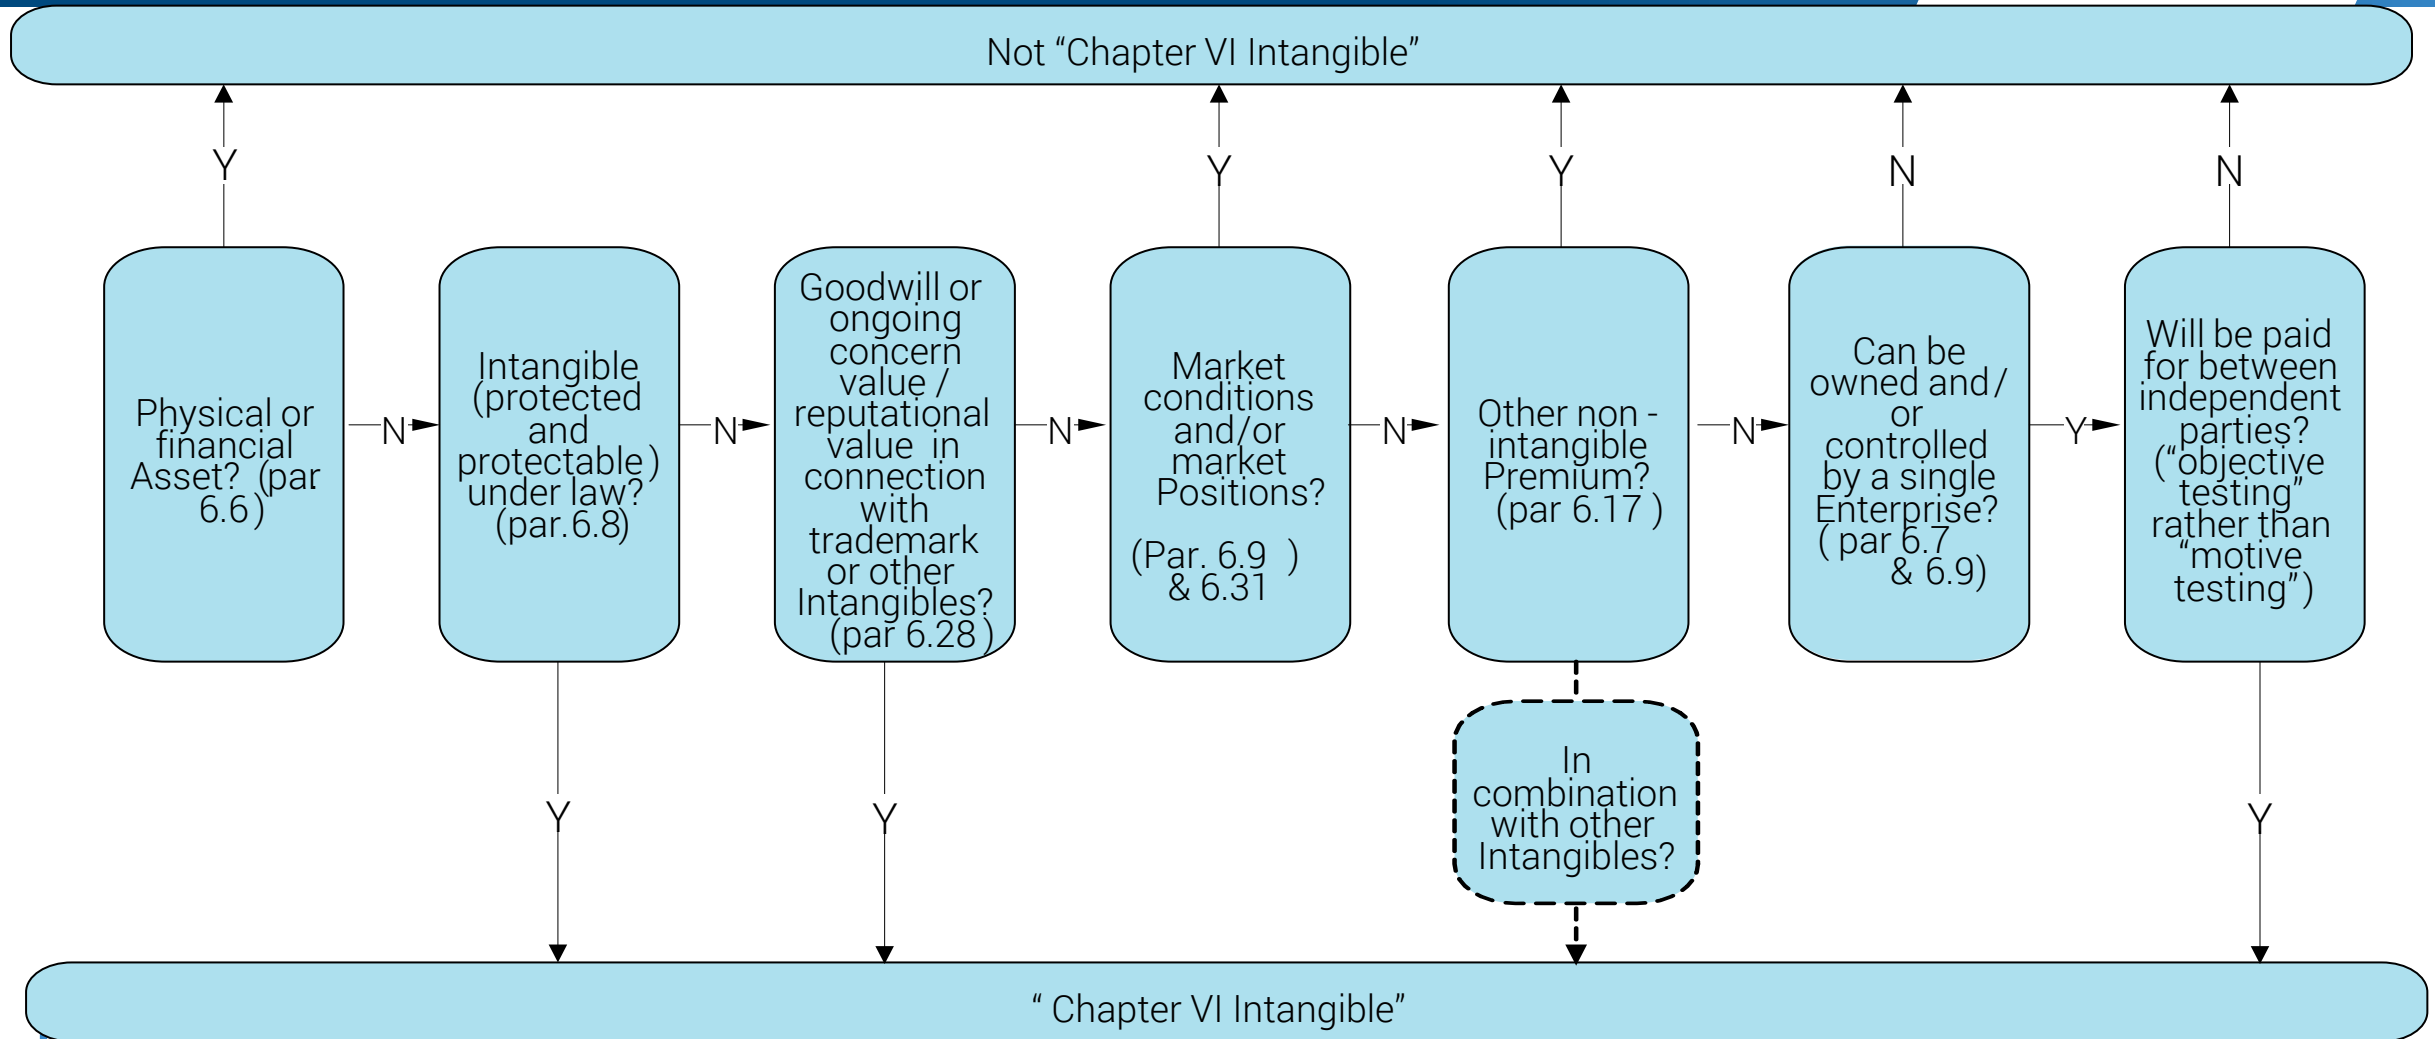 Not “Chapter VI Intangible”
Y
Y
Y
N
N
Physical or
financial
Asset? (par.
6.6)
N
Intangible
(protected
and
protectable)
under law?
(par.6.8)
N
Goodwill or
ongoing
concern
value /
reputational
value in
connection
with
trademark
or other
Intangibles?
(par 6.28)
N
Market
conditions
and/or
market
Positions?
(Par. 6.9 )
& 6.31
N
Other non -
intangible
Premium?
(par 6.17 )
N
Can be
owned and/
or
controlled
by a single
Enterprise?
( par 6.7
& 6.9)
Y
Will be paid
for between
independent
parties?
(“objective
testing”
rather than
“motive
testing”)
Y
Y
In
combination
with other
Intangibles?
Y
“ Chapter VI Intangible”